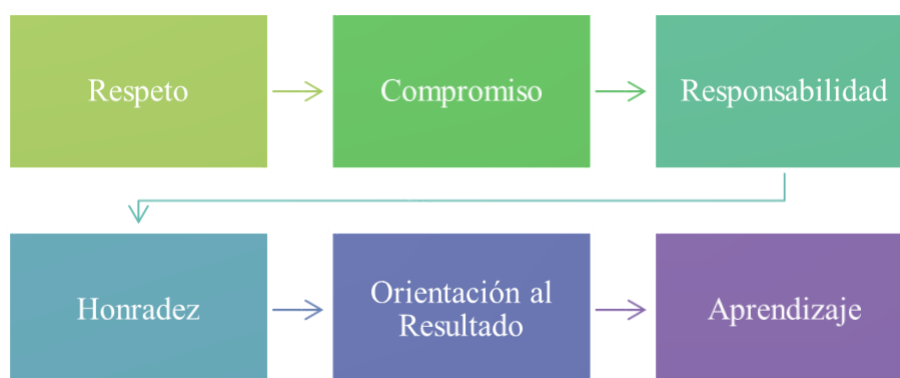 Respeto
Compromiso
Responsabilidad
Honradez
Orientación al
Resultado
Aprendizaje